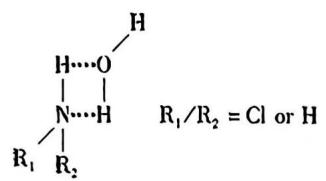 H
H·····O
N·····H
R₁/R₂ = Cl or H
R₁ R₂